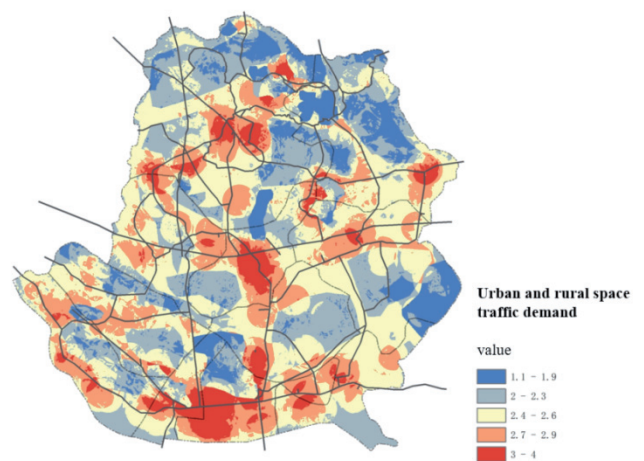 Urban and rural space
traffic demand
value
1.1 - 1.9
2 - 2.3
2.4 - 2.6
2.7 - 2.9
3 - 4